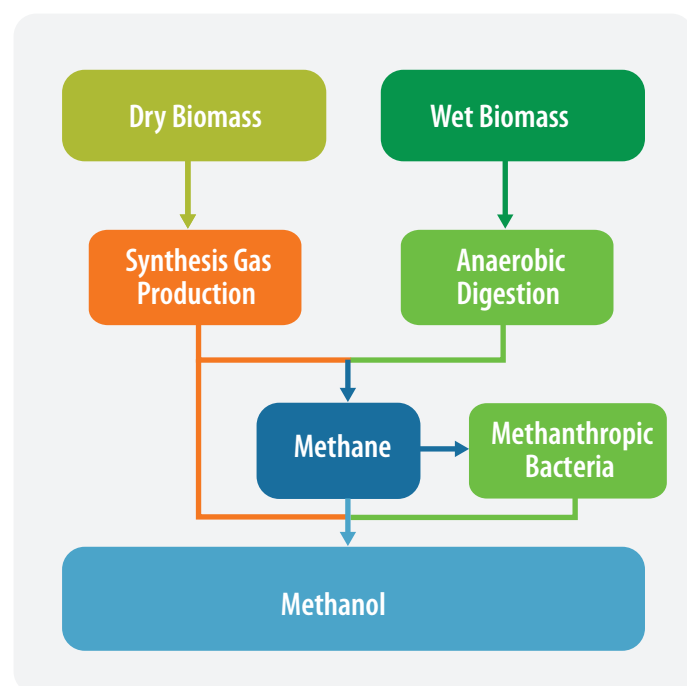 Dry Biomass
Wet Biomass
Synthesis Gas
Production
Anaerobic
Digestion
Methane
Methanthropic
Bacteria
Methanol